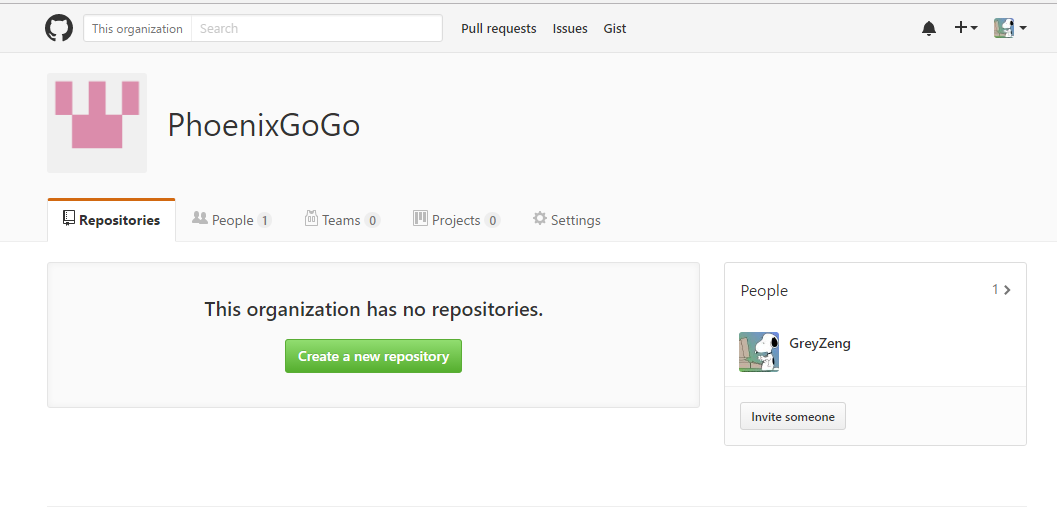 This organization Search Pull requests Issues Gist
PhoenixGoGo
Repositories People 1 Teams 0 Projects 0 Settings
This organization has no repositories.
Create a new repository
People 1
GreyZeng
Invite someone